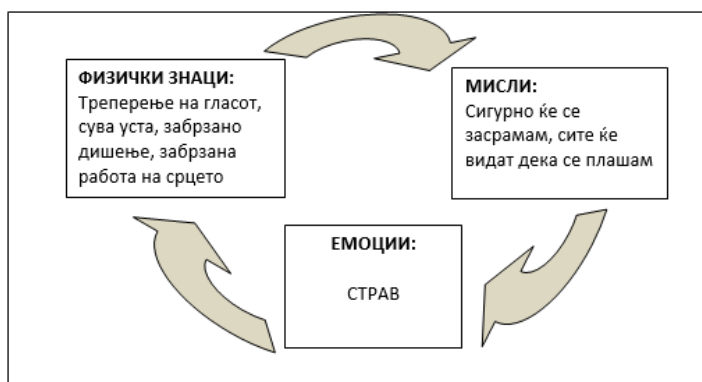 ФИЗИЧКИ ЗНАЦИ:
Треперење на гласот,
сува уста, забрзано
дишење, забрзана
работа на срцето
МИСЛИ:
Сигурно ќе се
засрамам, сите ќе
видат дека се плашам
ЕМОЦИИ:
СТРАВ